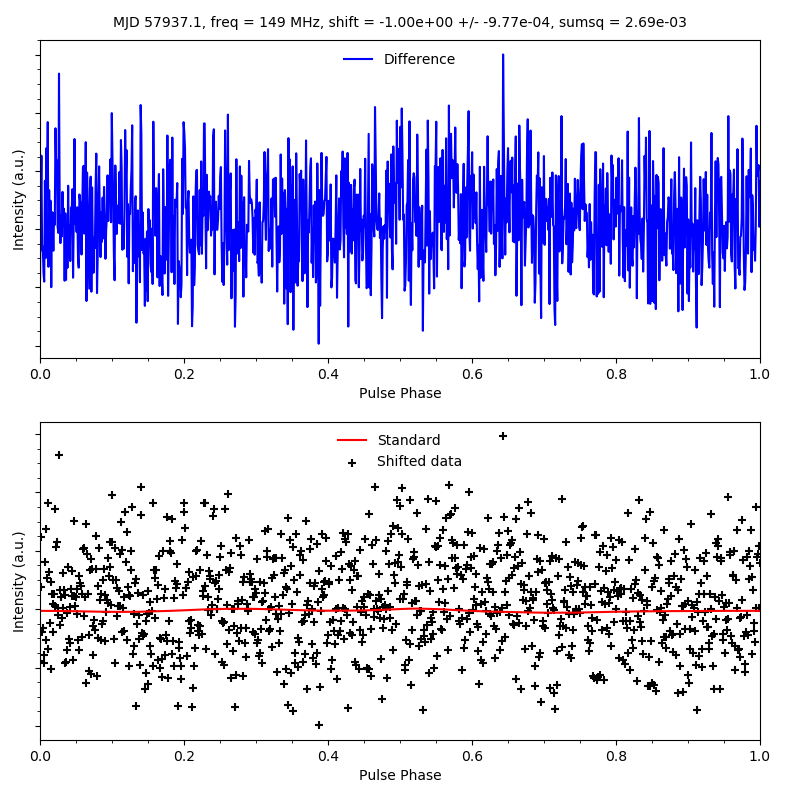 MJD 57937.1, freq = 149 MHz, shift = -1.00e+00 +/- -9.77e-04, sumsq = 2.69e-03
Difference
Intensity (a.u.)
0.0 0.2 0.4 0.6 0.8 1.0
Pulse Phase
Standard
Shifted data
Intensity (a.u.)
0.0 0.2 0.4 0.6 0.8 1.0
Pulse Phase